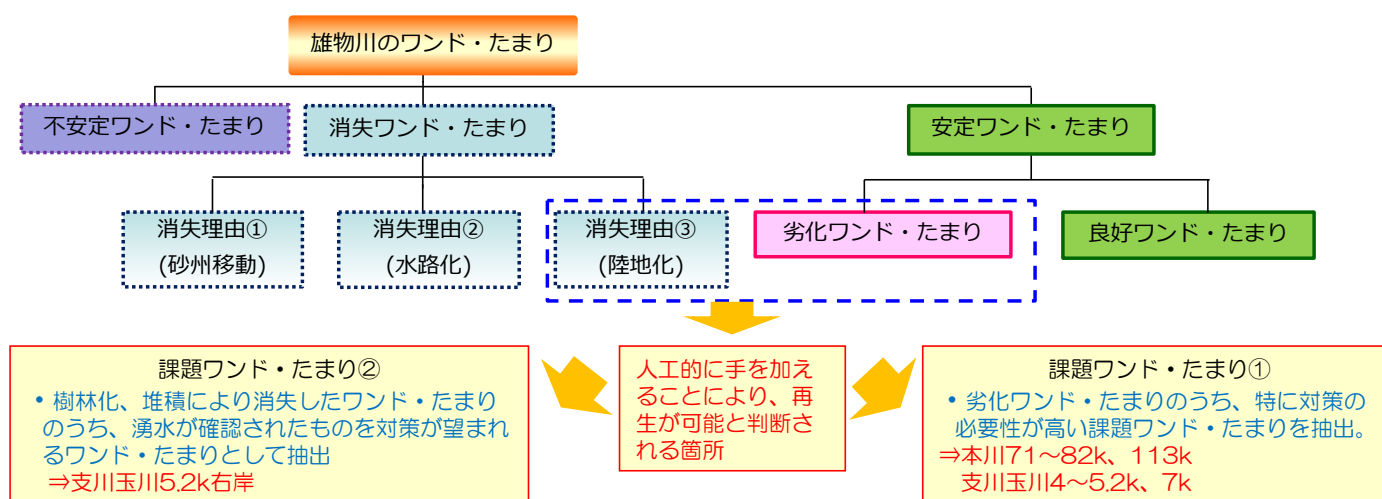 雄物川のワンド・たまり
不安定ワンド・たまり
消失ワンド・たまり
安定ワンド・たまり
消失理由①
(砂州移動)
消失理由②
(水路化)
消失理由③
(陸地化)
劣化ワンド・たまり
良好ワンド・たまり
課題ワンド・たまり②
・樹林化、堆積により消失したワンド・たまり
のうち、湧水が確認されたものを対策が望まれ
るワンド・たまりとして抽出
⇒支川玉川5.2k右岸
人工的に手を加え
ることにより、再
生が可能と判断さ
れる箇所
課題ワンド・たまり①
・劣化ワンド・たまりのうち、特に対策の
必要性が高い課題ワンド・たまりを抽出。
⇒本川71～82k、113k
支川玉川4～5.2k、7k